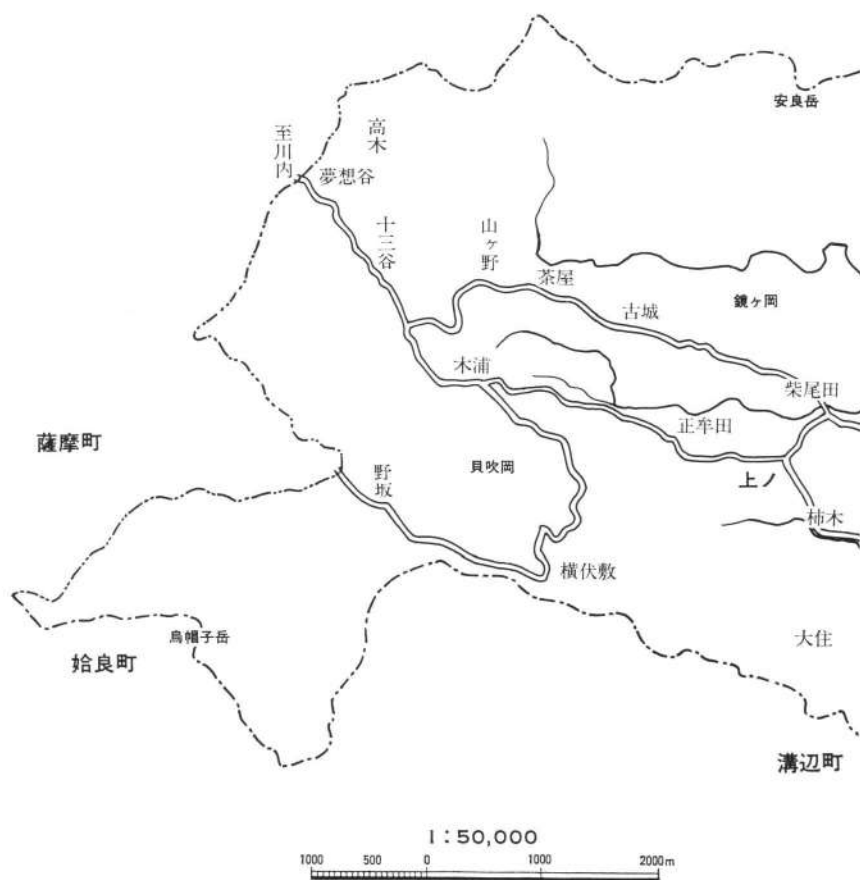 安良岳
至川内
高木
夢想谷
十三谷
山ヶ野
茶屋
鏡ヶ岡
古城
木浦
柴尾田
正牟田
薩摩町
野坂
貝吹岡
上ノ
柿木
横伏敷
烏帽子岳
大住
姶良町
溝辺町
1:50,000
1000 500 0 1000 2000m